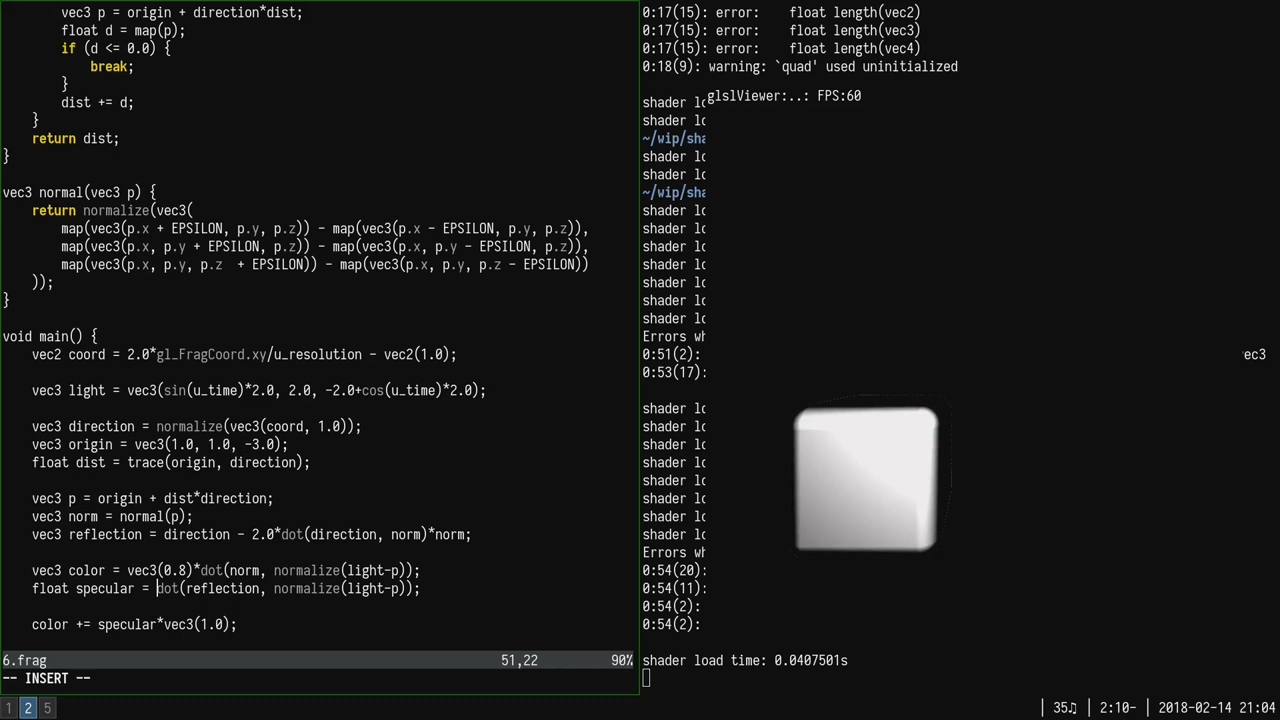 vec3 p = origin + direction*dist;
        float d = map(p);
        if (d <= 0.0) {
            break;
        }
        dist += d;
    }
    return dist;
}
vec3 normal(vec3 p) {
    return normalize(vec3(
        map(vec3(p.x + EPSILON, p.y, p.z)) - map(vec3(p.x - EPSILON, p.y, p.z)),
        map(vec3(p.x, p.y + EPSILON, p.z)) - map(vec3(p.x, p.y - EPSILON, p.z)),
        map(vec3(p.x, p.y, p.z  + EPSILON)) - map(vec3(p.x, p.y, p.z - EPSILON))
    ));
}
void main() {
    vec2 coord = 2.0*gl_FragCoord.xy/u_resolution - vec2(1.0);
    vec3 light = vec3(sin(u_time)*2.0, 2.0, -2.0+cos(u_time)*2.0);
    vec3 direction = normalize(vec3(coord, 1.0));
    vec3 origin = vec3(1.0, 1.0, -3.0);
    float dist = trace(origin, direction);
    vec3 p = origin + dist*direction;
    vec3 norm = normal(p);
    vec3 reflection = direction - 2.0*dot(direction, norm)*norm;
    vec3 color = vec3(0.8)*dot(norm, normalize(light-p));
    float specular = dot(reflection, normalize(light-p));
    color += specular*vec3(1.0);
6.frag 51,22 90%
-- INSERT --
0:17(15): error:    float length(vec2)
0:17(15): error:    float length(vec3)
0:17(15): error:    float length(vec4)
0:18(9): warning: `quad' used uninitialized
glslViewer:..: FPS:60
shader lo
shader lo
~/wip/sha
shader lo
shader lo
~/wip/sha
shader lo
shader lo
shader lo
shader lo
shader lo
shader lo
shader lo
Errors wh
0:51(2): vec3
0:53(17):
shader lo
shader lo
shader lo
shader lo
shader lo
shader lo
shader lo
shader lo
Errors wh
0:54(20):
0:54(11):
0:54(2):
0:54(2):
shader load time: 0.0407501s
1 2 5 | 35♫ | 2:10- | 2018-02-14 21:04